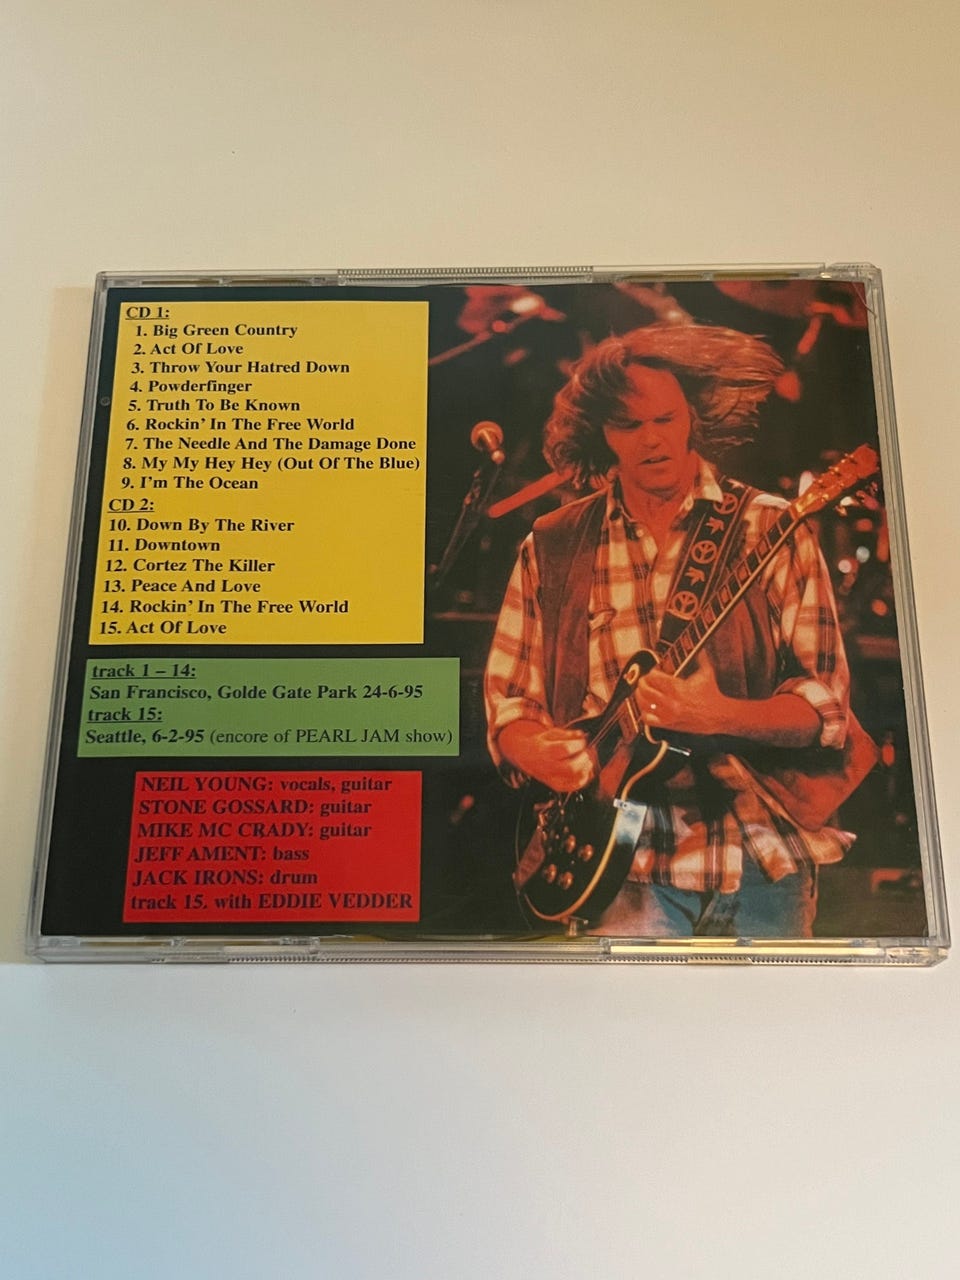 CD 1:
1. Big Green Country
2. Act Of Love
3. Throw Your Hatred Down
4. Powderfinger
5. Truth To Be Known
6. Rockin' In The Free World
7. The Needle And The Damage Done
8. My My Hey Hey (Out Of The Blue)
9. I'm The Ocean
CD 2:
10. Down By The River
11. Downtown
12. Cortez The Killer
13. Peace And Love
14. Rockin' In The Free World
15. Act Of Love
track 1 – 14:
San Francisco, Golde Gate Park 24-6-95
track 15:
Seattle, 6-2-95 (encore of PEARL JAM show)
NEIL YOUNG: vocals, guitar
STONE GOSSARD: guitar
MIKE MC CRADY: guitar
JEFF AMENT: bass
JACK IRONS: drum
track 15. with EDDIE VEDDER